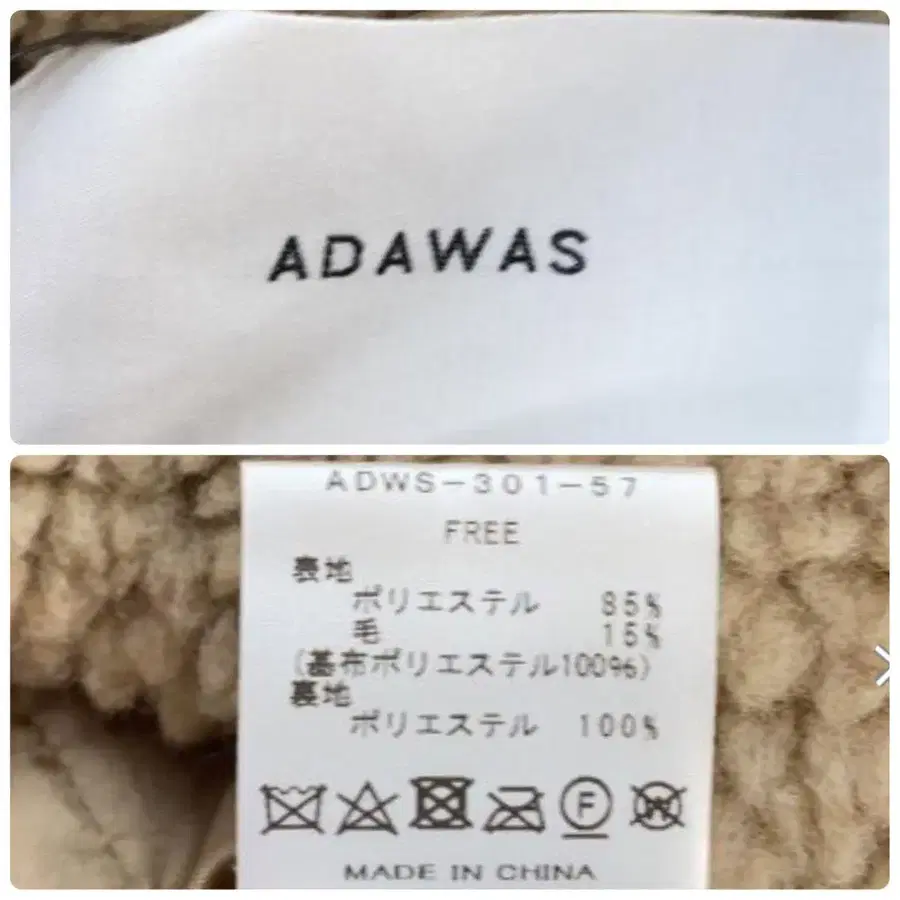 ADAWAS
ADWS-301-57
FREE
表地
ポリエステル 85%
毛 15%
(基布ポリエステル100%)
裏地
ポリエステル 100%
F
W
MADE IN CHINA